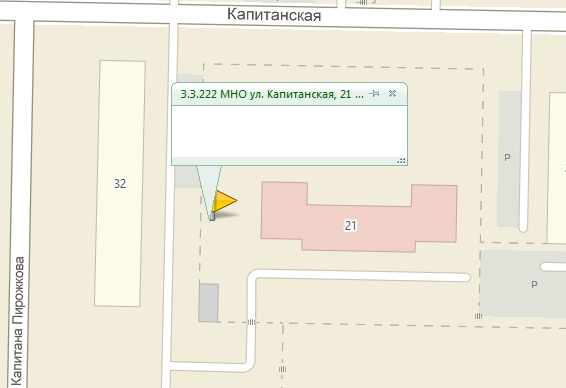 Капитанская
3.3.222 МНО ул. Капитанская, 21 ...
P
32
21
P
Капитана Пирожкова